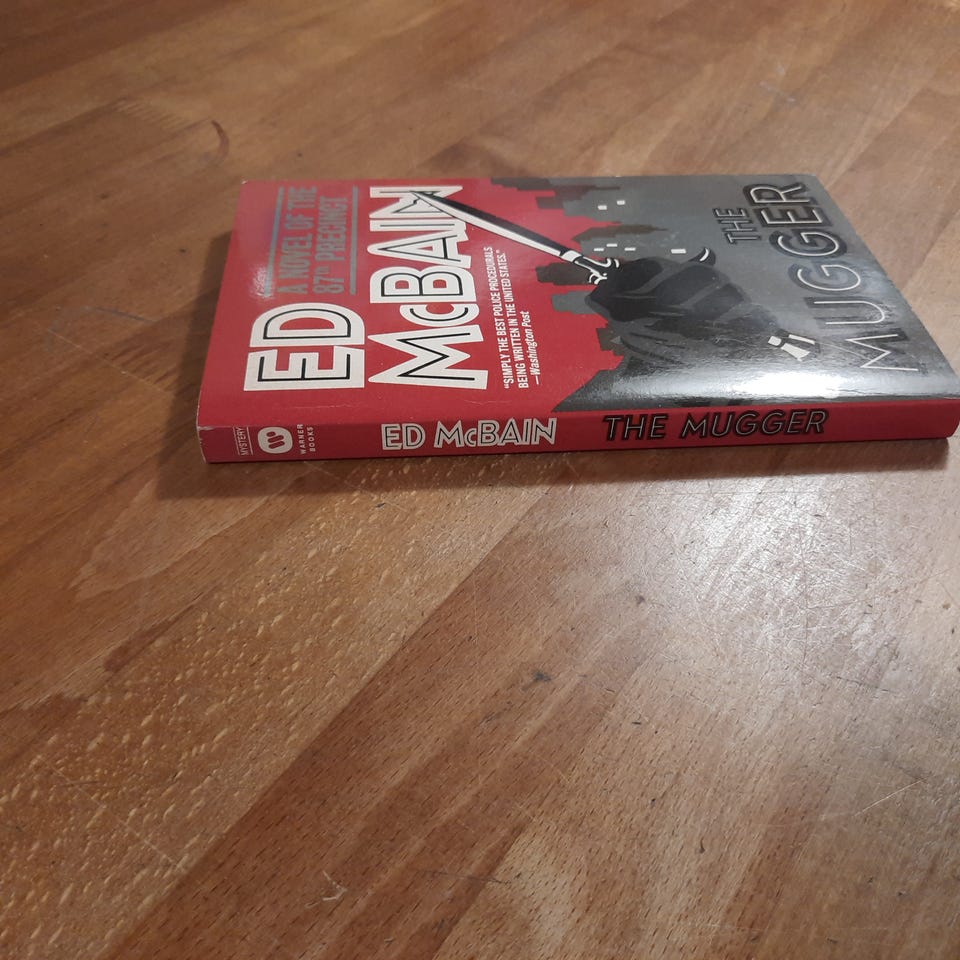 A NOVEL OF THE
87TH PRECINCT
ED
McBAIN
"SIMPLY THE BEST POLICE PROCEDURALS
BEING WRITTEN IN THE UNITED STATES."
—Washington Post
THE
MUGGER
MYSTERY
WARNER
BOOKS
ED McBAIN
THE MUGGER